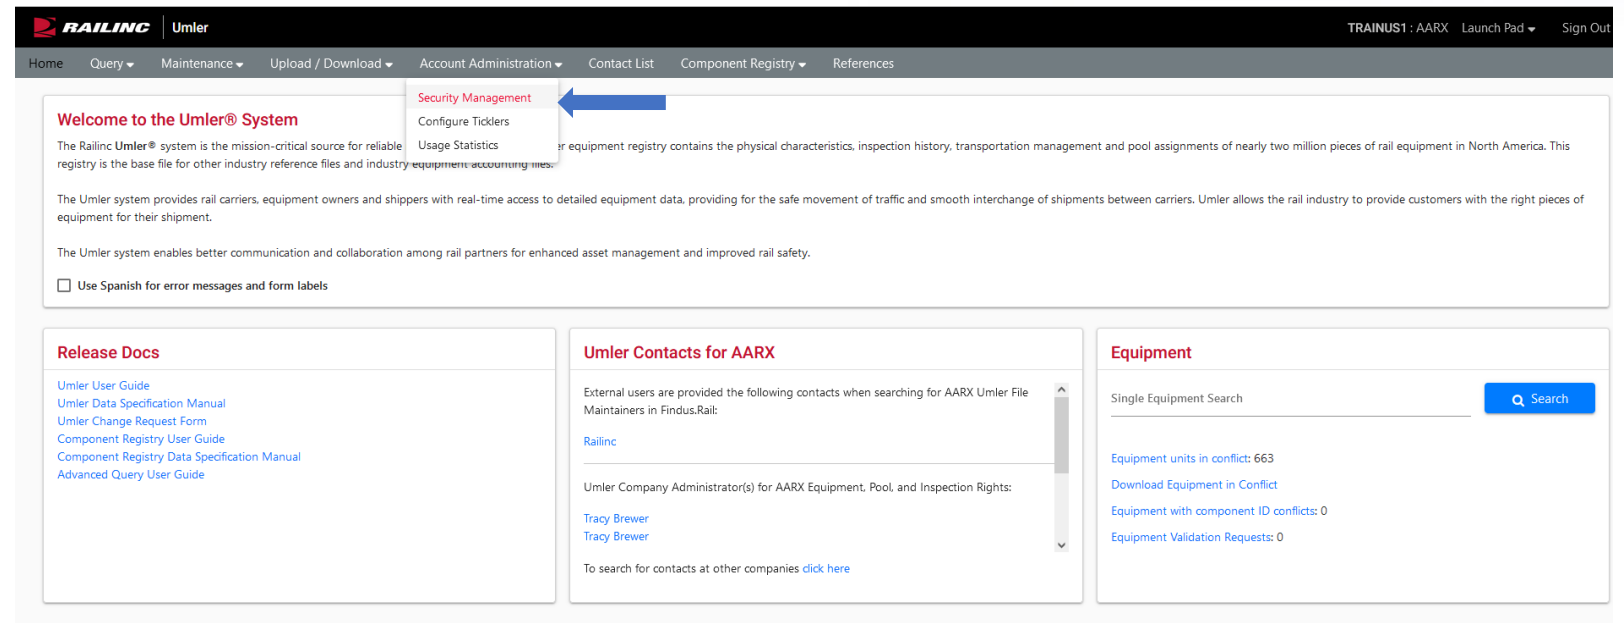 RAILINC Umler TRAINUS1 : AARX Launch Pad Sign Out
Home Query Maintenance Upload / Download Account Administration Contact List Component Registry References
Security Management
Configure Ticklers
Usage Statistics
Welcome to the Umler® System
The Railinc Umler® system is the mission-critical source for reliable er equipment registry contains the physical characteristics, inspection history, transportation management and pool assignments of nearly two million pieces of rail equipment in North America. This
registry is the base file for other industry reference files and industry equipment accounting files.
The Umler system provides rail carriers, equipment owners and shippers with real-time access to detailed equipment data, providing for the safe movement of traffic and smooth interchange of shipments between carriers. Umler allows the rail industry to provide customers with the right pieces of
equipment for their shipment.
The Umler system enables better communication and collaboration among rail partners for enhanced asset management and improved rail safety.
Use Spanish for error messages and form labels
Release Docs
Umler User Guide
Umler Data Specification Manual
Umler Change Request Form
Component Registry User Guide
Component Registry Data Specification Manual
Advanced Query User Guide
Umler Contacts for AARX
External users are provided the following contacts when searching for AARX Umler File
Maintainers in Findus.Rail:
Railinc
Umler Company Administrator(s) for AARX Equipment, Pool, and Inspection Rights:
Tracy Brewer
Tracy Brewer
To search for contacts at other companies click here
Equipment
Single Equipment Search Search
Equipment units in conflict: 663
Download Equipment in Conflict
Equipment with component ID conflicts: 0
Equipment Validation Requests: 0